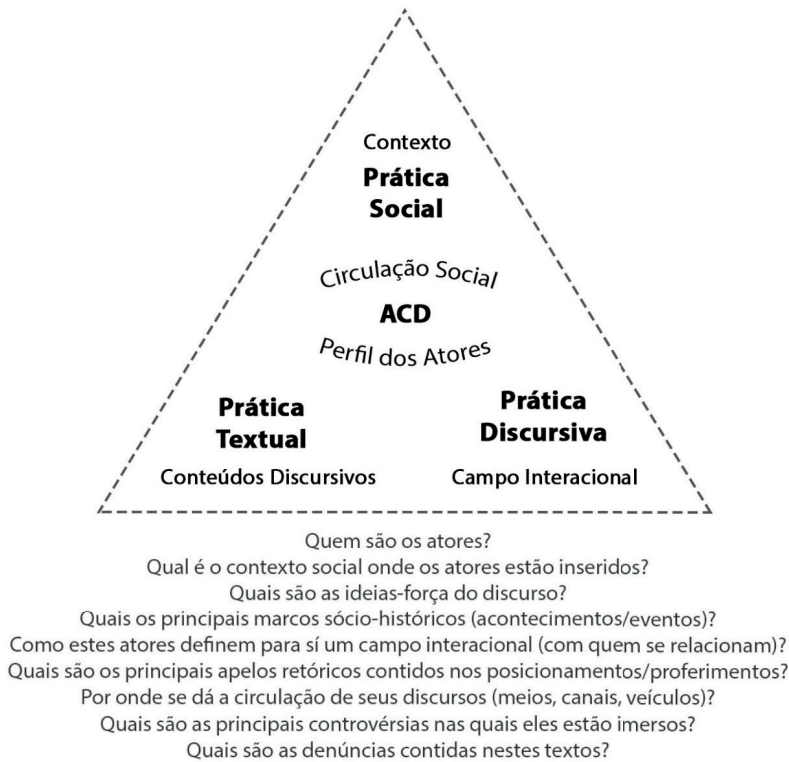 Contexto
Prática
Social
Circulação Social
ACD
Perfil dos Atores
Prática
Textual
Conteúdos Discursivos
Prática
Discursiva
Campo Interacional
Quem são os atores?
Qual é o contexto social onde os atores estão inseridos?
Quais são as ideias-força do discurso?
Quais os principais marcos sócio-históricos (acontecimentos/eventos)?
Como estes atores definem para sí um campo interacional (com quem se relacionam)?
Quais são os principais apelos retóricos contidos nos posicionamentos/proferimentos?
Por onde se dá a circulação de seus discursos (meios, canais, veículos)?
Quais são as principais controvérsias nas quais eles estão imersos?
Quais são as denúncias contidas nestes textos?